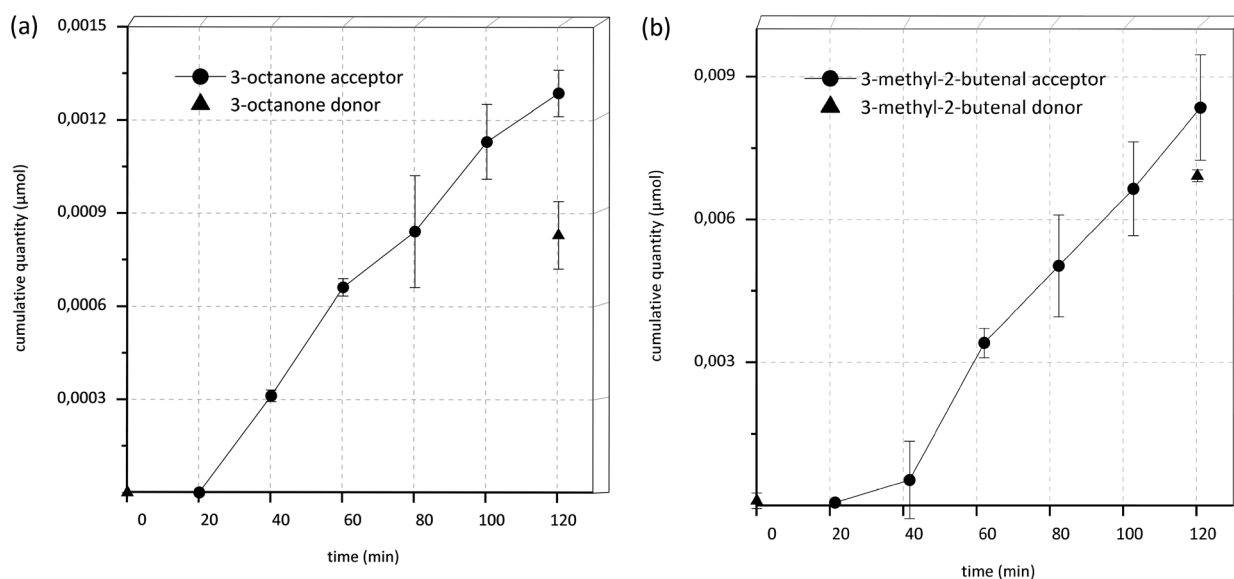 (a)
cumulative quantity (µmol)
0,0015
0,0012
0,0009
0,0006
0,0003
3-octanone acceptor
3-octanone donor
0 20 40 60 80 100 120
time (min)
(b)
cumulative quantity (µmol)
0,009
0,006
0,003
3-methyl-2-butenal acceptor
3-methyl-2-butenal donor
0 20 40 60 80 100 120
time (min)